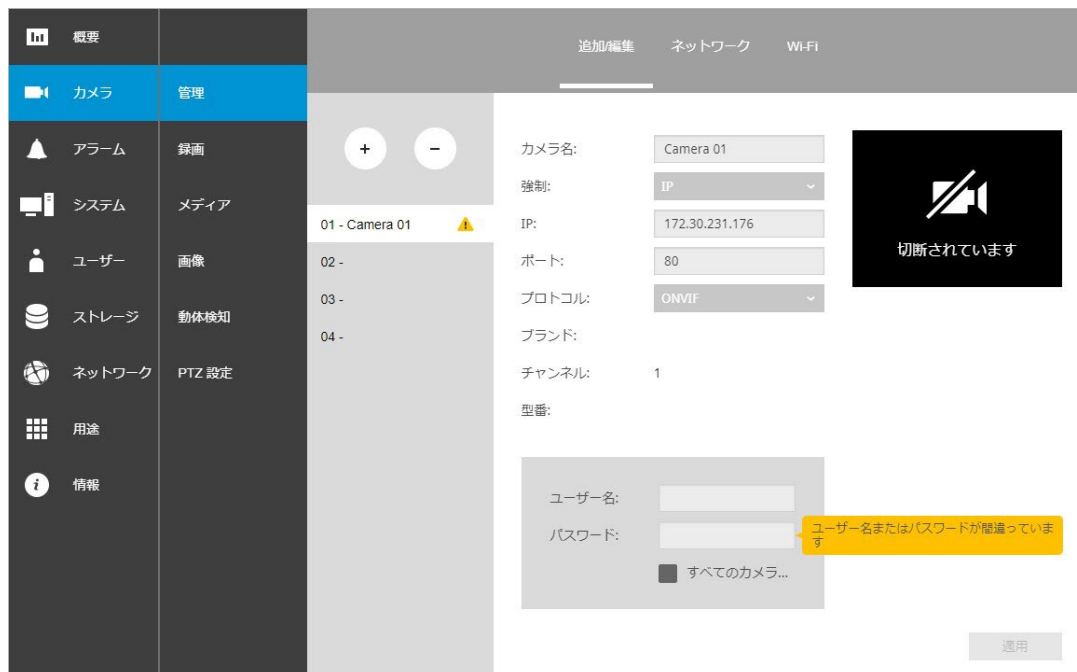 概要
カメラ
アラーム
システム
ユーザー
ストレージ
ネットワーク
用途
情報
管理
録画
メディア
画像
動体検知
PTZ 設定
追加/編集 ネットワーク Wi-Fi
+ -
01 - Camera 01
02 -
03 -
04 -
カメラ名: Camera 01
強制: IP
IP: 172.30.231.176
ポート: 80
プロトコル: ONVIF
ブランド:
チャンネル: 1
型番:
切断されています
ユーザー名:
パスワード:
ユーザー名またはパスワードが間違っていま
す
すべてのカメラ...
適用